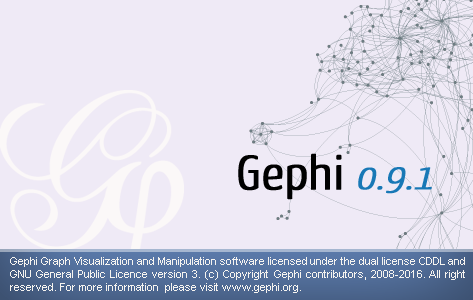 Gephi 0.9.1
Gephi Graph Visualization and Manipulation software licensed under the dual license CDDL and
GNU General Public Licence version 3. (c) Copyright Gephi contributors, 2008-2016. All right
reserved. For more information please visit www.gephi.org.